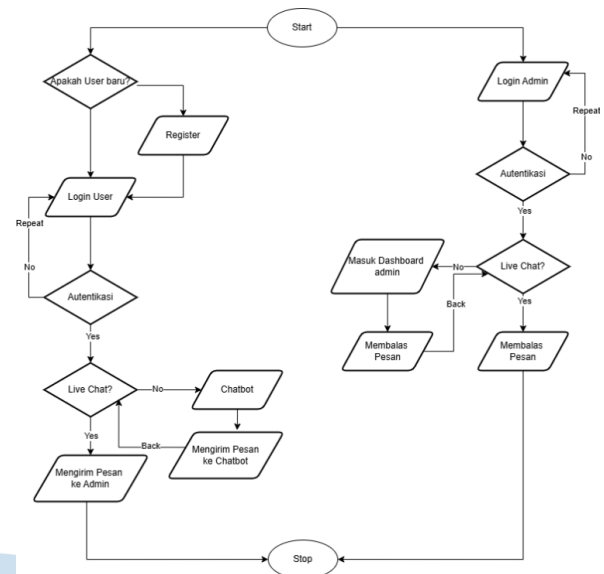 Start
Apakah User baru?
Register
Login User
Repeat
No
Autentikasi
Yes
Live Chat?
No
Chatbot
Yes
Back
Mengirim Pesan
ke Chatbot
Mengirim Pesan
ke Admin
Login Admin
Repeat
No
Autentikasi
Yes
Live Chat?
No
Masuk Dashboard
admin
Back
Yes
Membalas
Pesan
Membalas
Pesan
Stop